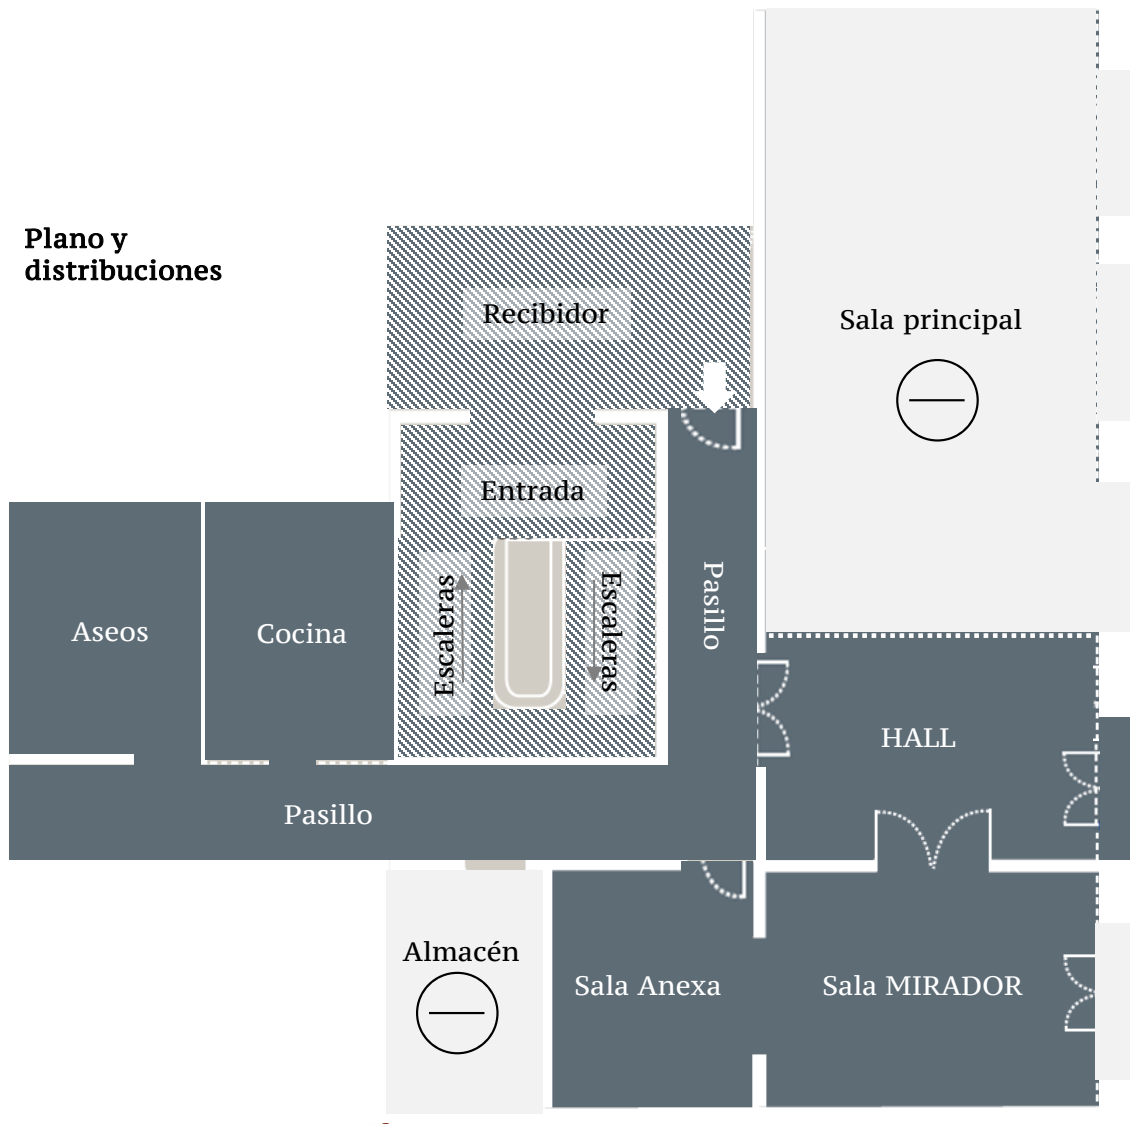 Plano y
distribuciones
Recibidor
Sala principal
Entrada
Escaleras
Escaleras
Pasillo
Aseos
Cocina
HALL
Pasillo
Almacén
Sala Anexa
Sala MIRADOR